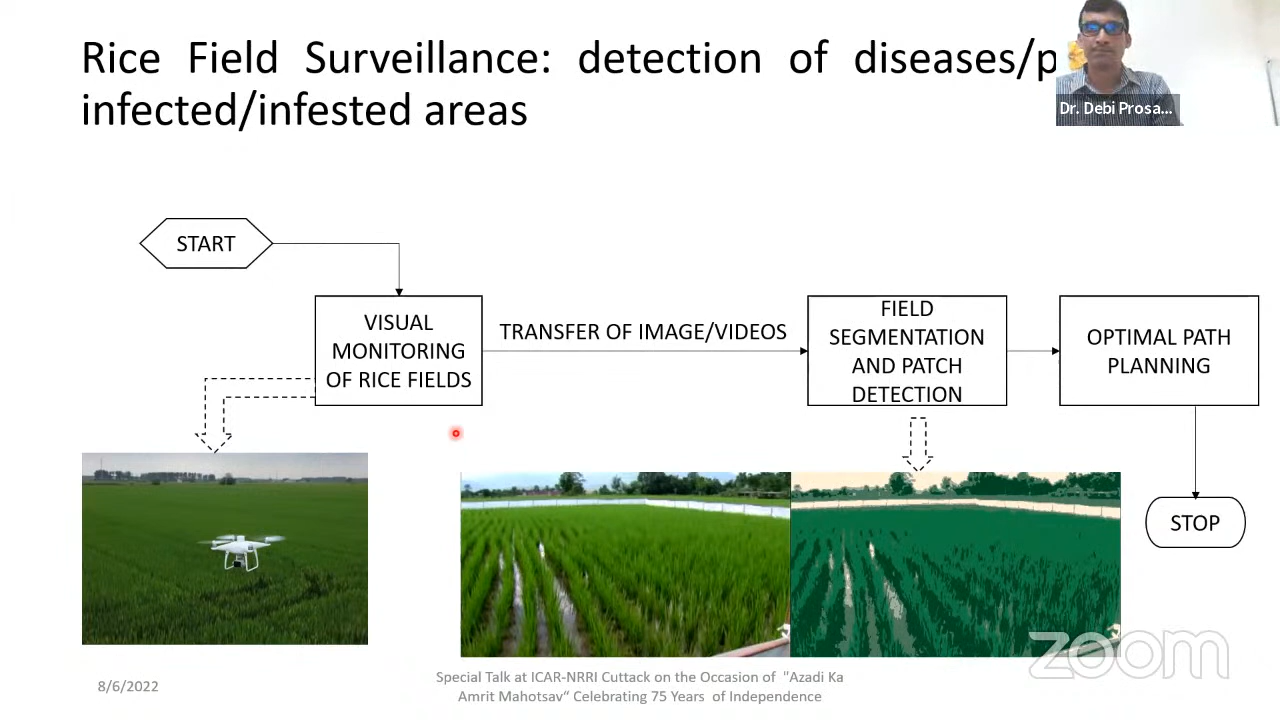 Rice Field Surveillance: detection of diseases/p
infected/infested areas
Dr. Debi Prosa...
START
VISUAL
MONITORING
OF RICE FIELDS
TRANSFER OF IMAGE/VIDEOS
FIELD
SEGMENTATION
AND PATCH
DETECTION
OPTIMAL PATH
PLANNING
STOP
zoom
8/6/2022
Special Talk at ICAR-NRRI Cuttack on the Occasion of "Azadi Ka
Amrit Mahotsav“ Celebrating 75 Years of Independence